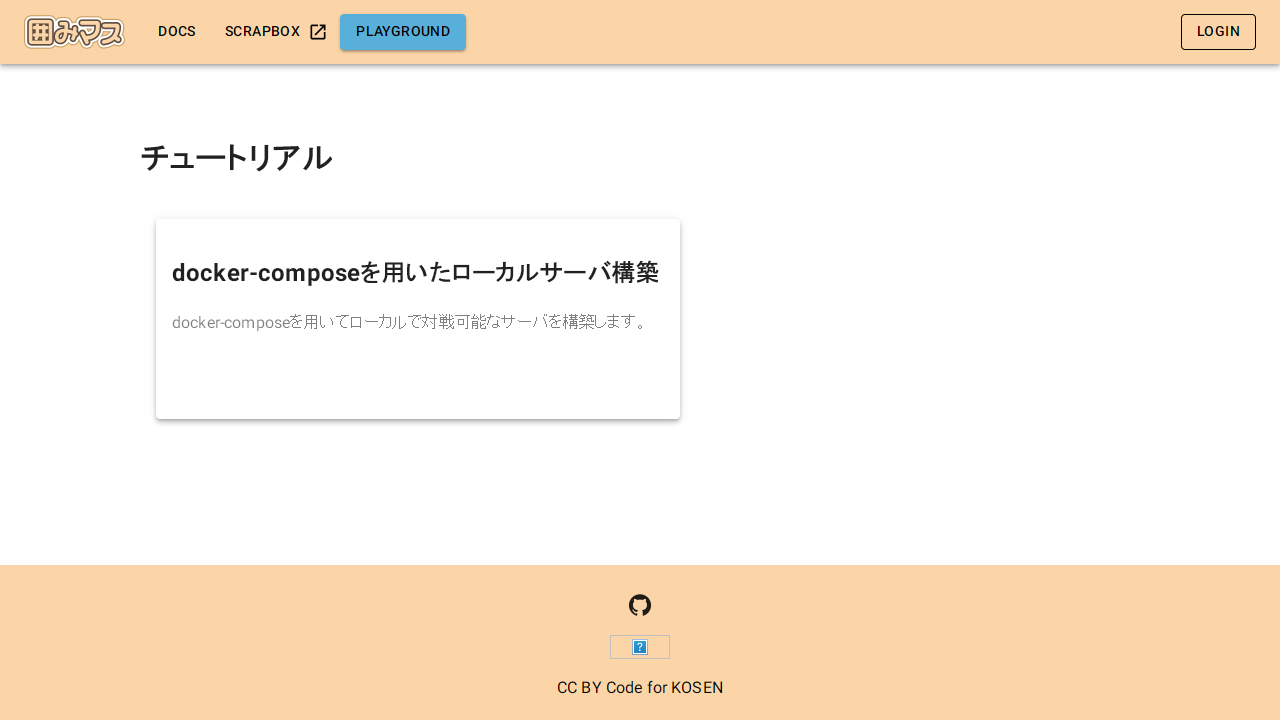 囲みマス
DOCS
SCRAPBOX
PLAYGROUND
LOGIN
チュートリアル
docker-composeを用いたローカルサーバ構築
docker-composeを用いてローカルで対戦可能なサーバを構築します。
CC BY Code for KOSEN